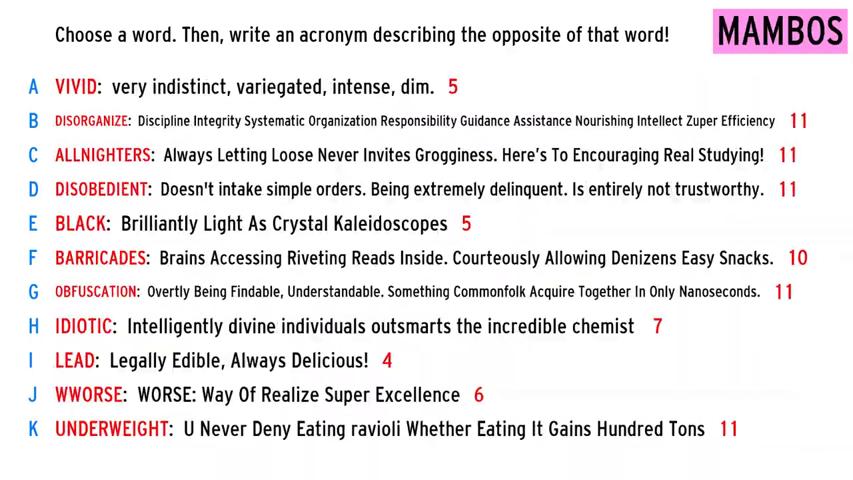 Choose a word. Then, write an acronym describing the opposite of that word!
MAMBOS
A VIVID: very indistinct, variegated, intense, dim. 5
B DISORGANIZE: Discipline Integrity Systematic Organization Responsibility Guidance Assistance Nourishing Intellect Zuper Efficiency 11
C ALLNIGHTERS: Always Letting Loose Never Invites Grogginess. Here's To Encouraging Real Studying! 11
D DISOBEDIENT: Doesn't intake simple orders. Being extremely delinquent. Is entirely not trustworthy. 11
E BLACK: Brilliantly Light As Crystal Kaleidoscopes 5
F BARRICADES: Brains Accessing Riveting Reads Inside. Courteously Allowing Denizens Easy Snacks. 10
G OBFUSCATION: Overtly Being Findable, Understandable. Something Commonfolk Acquire Together In Only Nanoseconds. 11
H IDIOTIC: Intelligently divine individuals outsmarts the incredible chemist 7
I LEAD: Legally Edible, Always Delicious! 4
J WWORSE: WORSE: Way Of Realize Super Excellence 6
K UNDERWEIGHT: U Never Deny Eating ravioli Whether Eating It Gains Hundred Tons 11